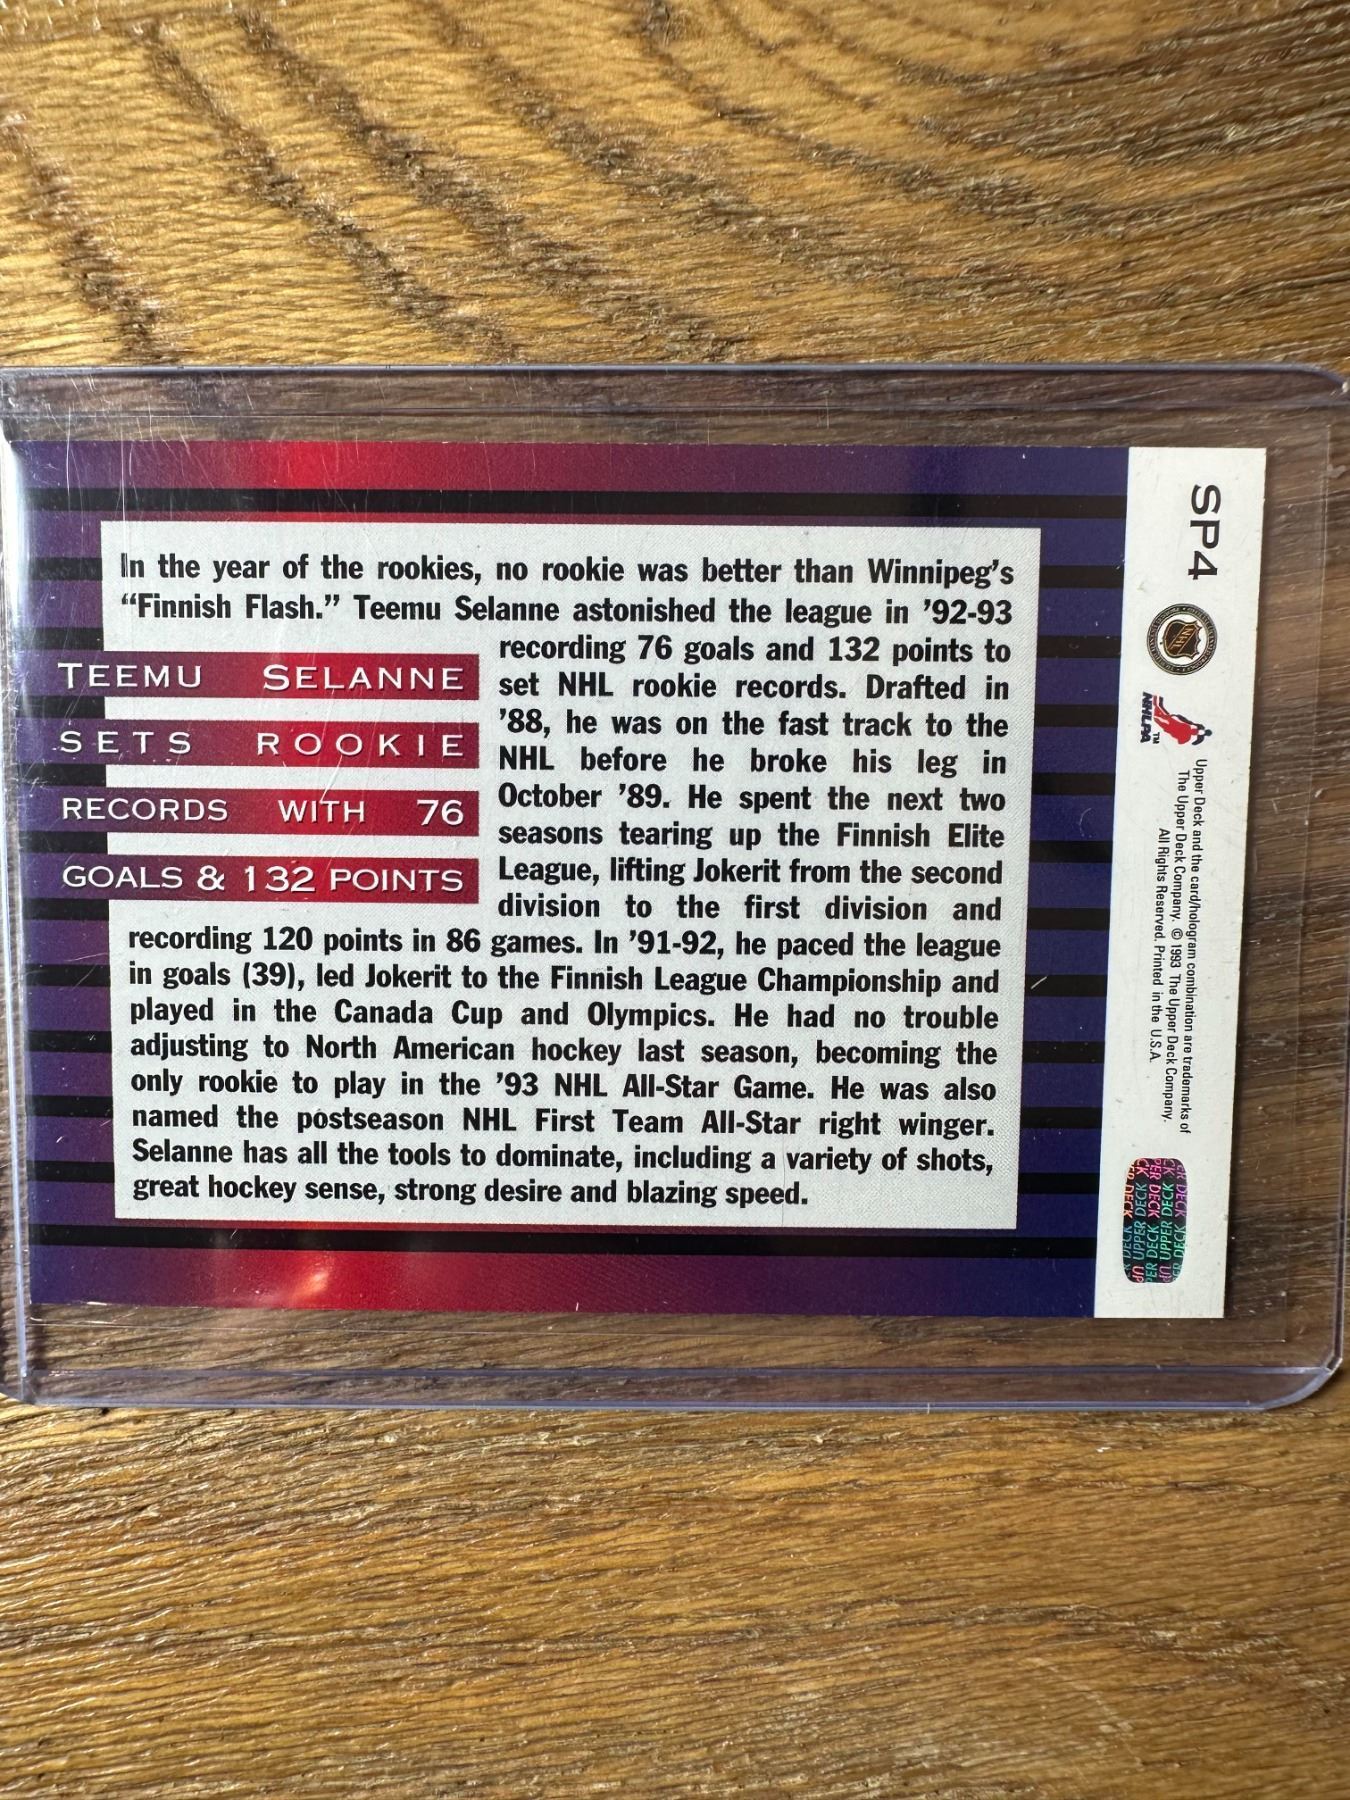 In the year of the rookies, no rookie was better than Winnipeg's
"Finnish Flash." Teemu Selanne astonished the league in '92-93
recording 76 goals and 132 points to
set NHL rookie records. Drafted in
'88, he was on the fast track to the
NHL before he broke his leg in
October '89. He spent the next two
seasons tearing up the Finnish Elite
League, lifting Jokerit from the second
division to the first division and
recording 120 points in 86 games. In '91-92, he paced the league
in goals (39), led Jokerit to the Finnish League Championship and
played in the Canada Cup and Olympics. He had no trouble
adjusting to North American hockey last season, becoming the
only rookie to play in the '93 NHL All-Star Game. He was also
named the postseason NHL First Team All-Star right winger.
Selanne has all the tools to dominate, including a variety of shots,
great hockey sense, strong desire and blazing speed.
TEEMU SELANNE
SETS ROOKIE
RECORDS WITH 76
GOALS & 132 POINTS
SP4
NHL
NHLPA™
Upper Deck and the card/hologram combination are trademarks of
The Upper Deck Company. © 1993 The Upper Deck Company.
All Rights Reserved. Printed in the U.S.A.
UPPER DECK